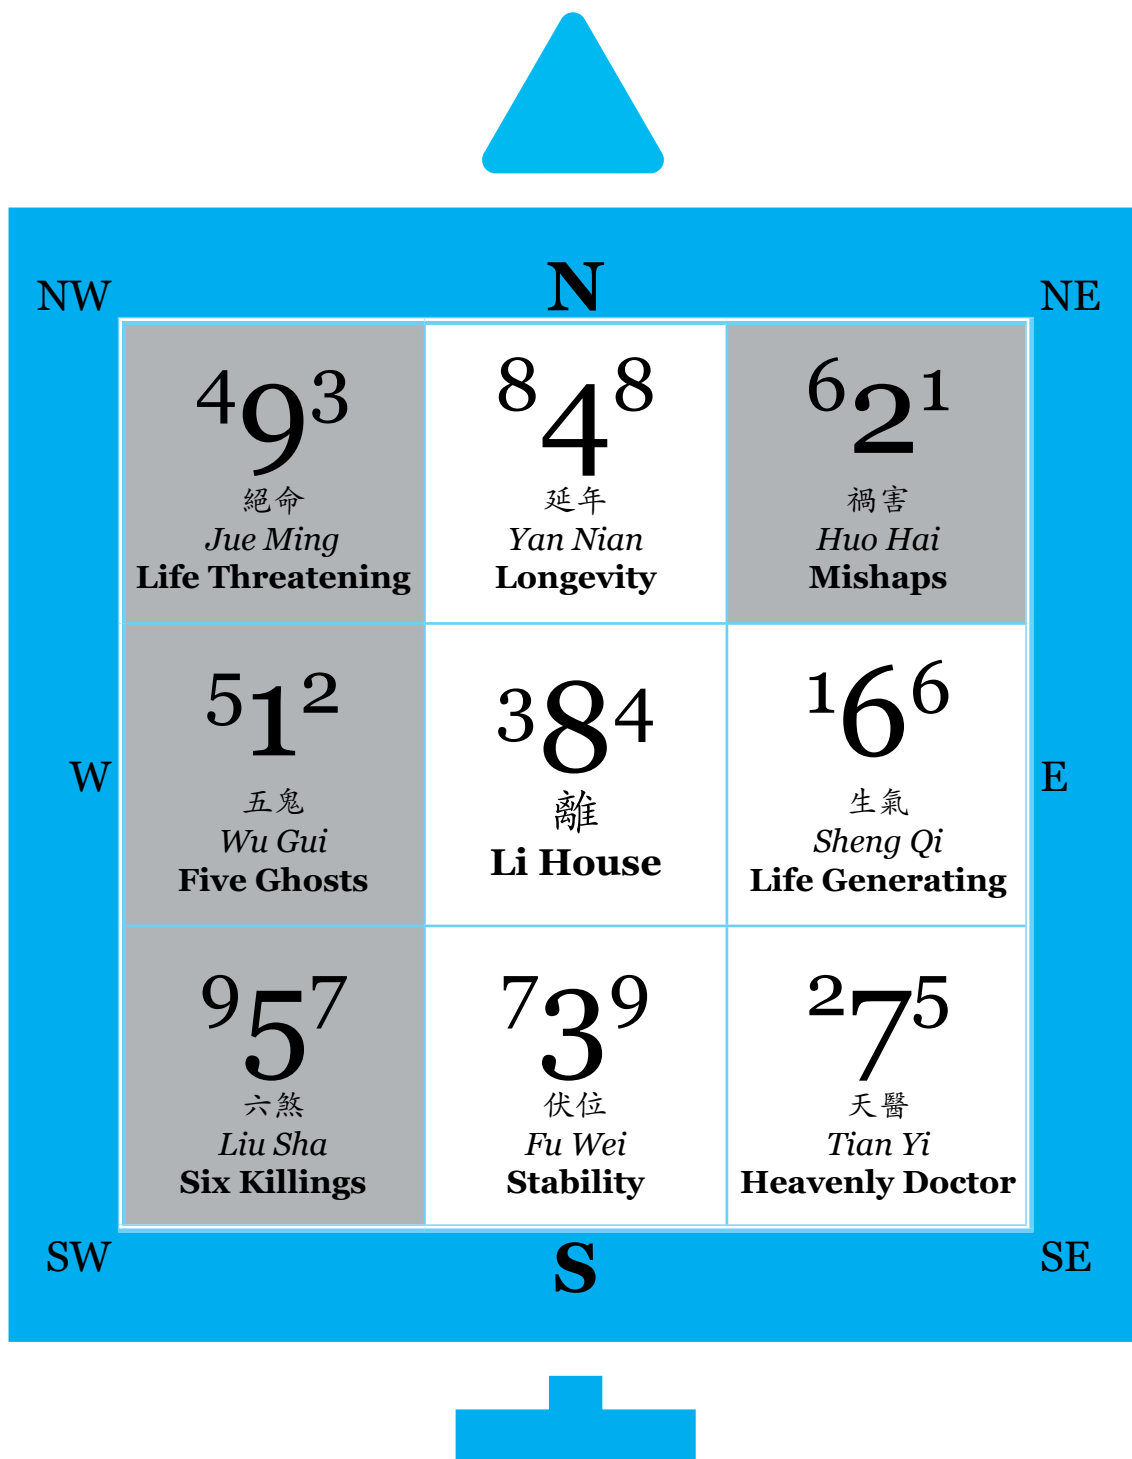 NW N NE
4 9 3
絕命
Jue Ming
Life Threatening
8 4 8
延年
Yan Nian
Longevity
6 2 1
禍害
Huo Hai
Mishaps
W
5 1 2
五鬼
Wu Gui
Five Ghosts
3 8 4
離
Li House
1 6 6
生氣
Sheng Qi
Life Generating
E
9 5 7
六煞
Liu Sha
Six Killings
7 3 9
伏位
Fu Wei
Stability
2 7 5
天醫
Tian Yi
Heavenly Doctor
SW S SE